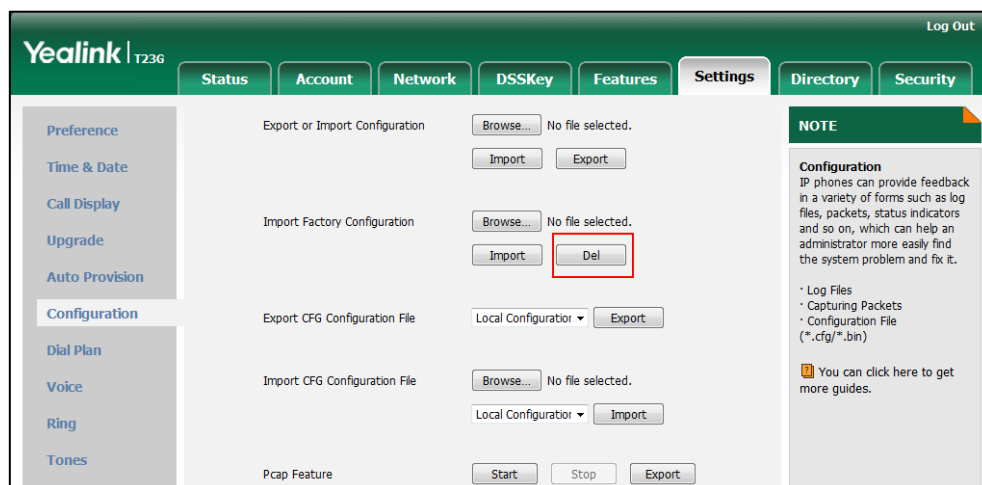 Log Out
Yealink T23G
Status Account Network DSSKey Features Settings Directory Security
Preference
Time & Date
Call Display
Upgrade
Auto Provision
Configuration
Dial Plan
Voice
Ring
Tones
Export or Import Configuration Browse... No file selected.
Import Export
Import Factory Configuration Browse... No file selected.
Import Del
Export CFG Configuration File Local Configuration Export
Import CFG Configuration File Browse... No file selected.
Local Configuration Import
Pcap Feature Start Stop Export
NOTE
Configuration
IP phones can provide feedback
in a variety of forms such as log
files, packets, status indicators
and so on, which can help an
administrator more easily find
the system problem and fix it.
· Log Files
· Capturing Packets
· Configuration File
(*.cfg/*.bin)
You can click here to get
more guides.